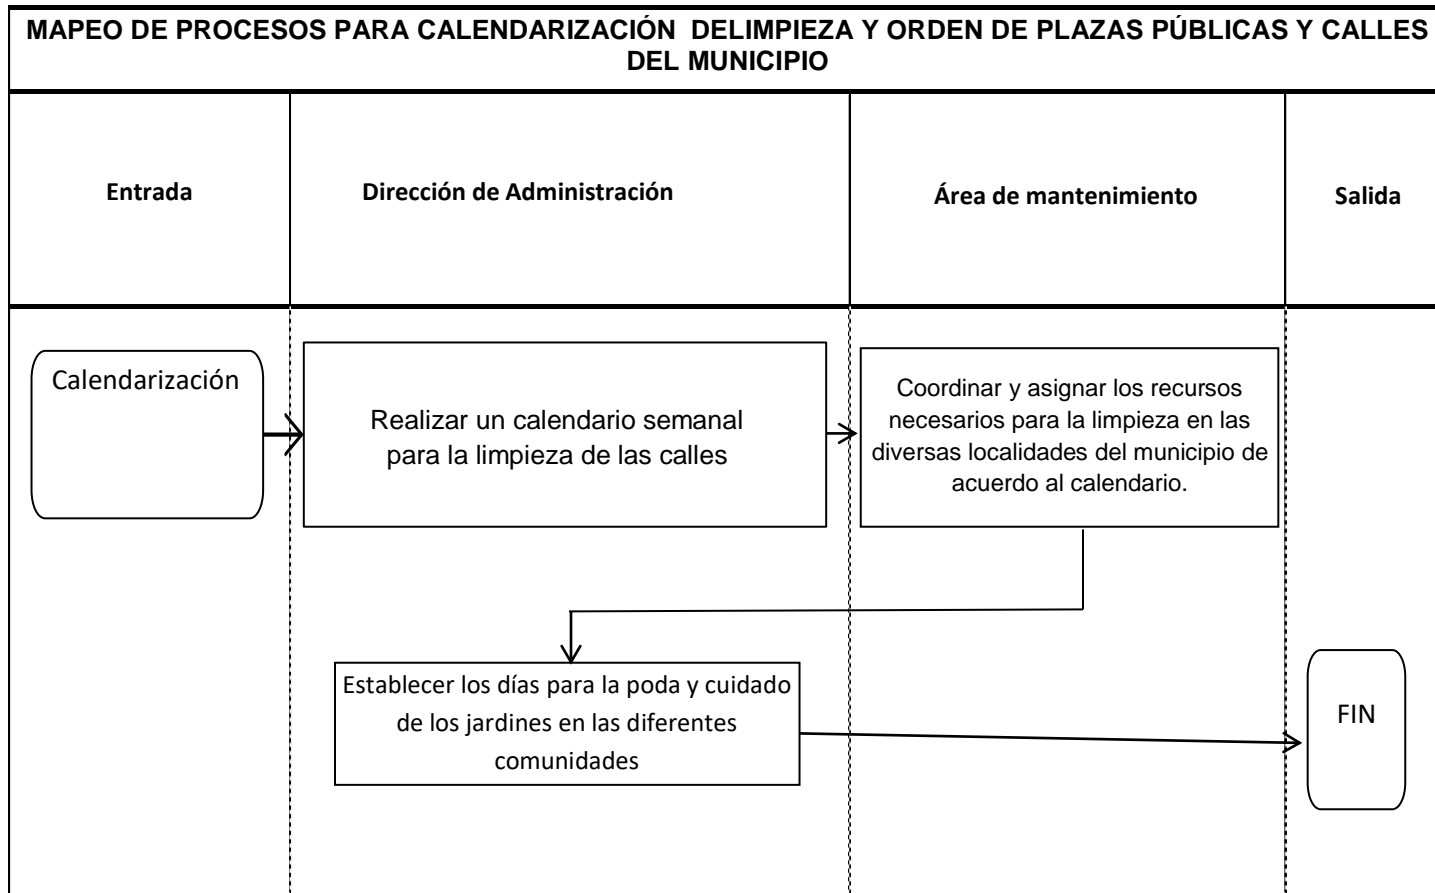 MAPEO DE PROCESOS PARA CALENDARIZACIÓN  DELIMPIEZA Y ORDEN DE PLAZAS PÚBLICAS Y CALLES
DEL MUNICIPIO
Entrada
Dirección de Administración
Área de mantenimiento
Salida
Calendarización
Realizar un calendario semanal
para la limpieza de las calles
Coordinar y asignar los recursos
necesarios para la limpieza en las
diversas localidades del municipio de
acuerdo al calendario.
Establecer los días para la poda y cuidado
de los jardines en las diferentes
comunidades
FIN